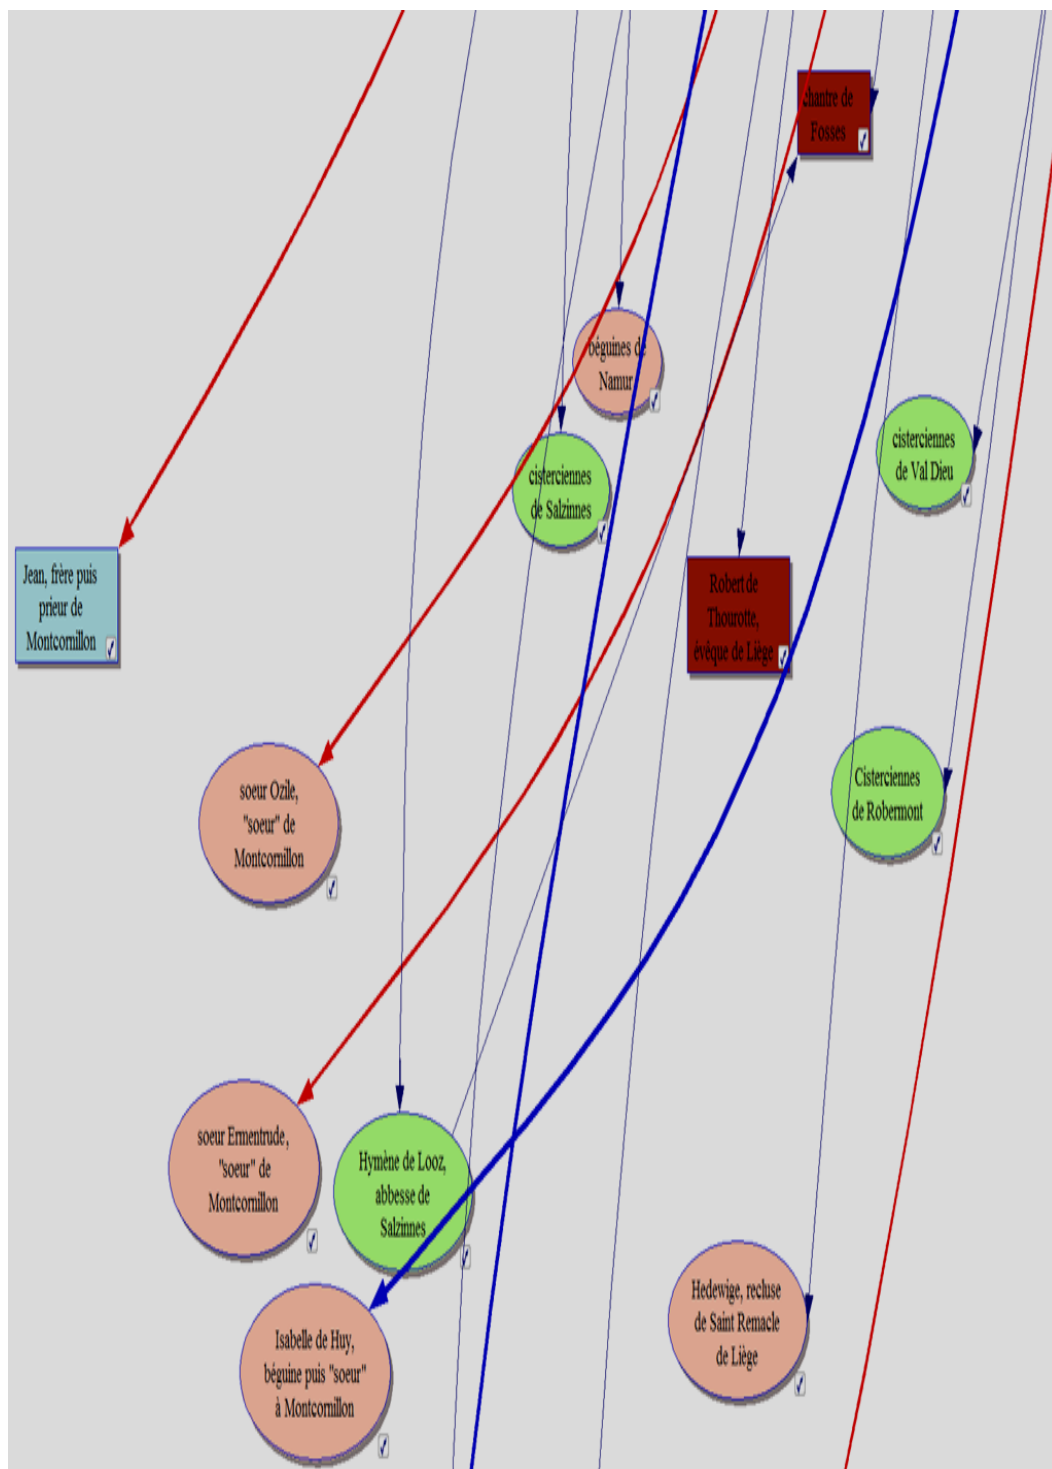 chantre de
Fosses
béguines de
Namur
cisterciennes
de Val Dieu
cisterciennes
de Salzinnes
Jean, frère puis
prieur de
Montcornillon
Robert de
Thourotte,
évêque de Liège
soeur Ozile,
"soeur" de
Montcornillon
Cisterciennes
de Robermont
soeur Ermentrude,
"soeur" de
Montcornillon
Hymène de Looz,
abbesse de
Salzinnes
Hedewige, recluse
de Saint Remacle
de Liège
Isabelle de Huy,
béguine puis "soeur"
à Montcornillon